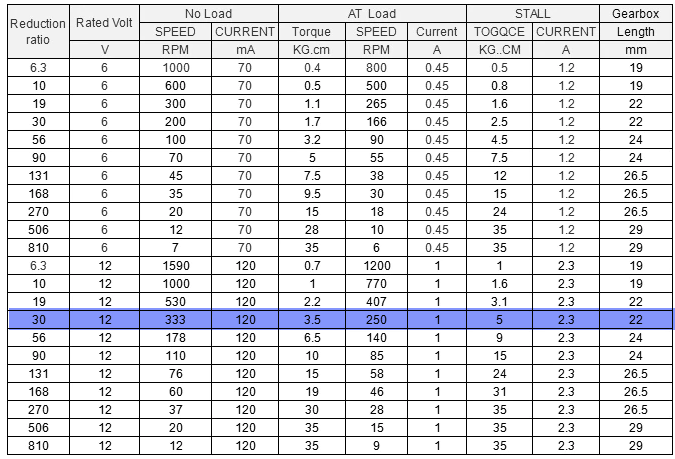 Reduction ratio Rated Volt No Load AT Load STALL Gearbox
SPEED CURRENT Torque SPEED Current TOGQCE CURRENT Length
V RPM mA KG.cm RPM A KG..CM A mm
6.3 6 1000 70 0.4 800 0.45 0.5 1.2 19
10 6 600 70 0.5 500 0.45 0.8 1.2 19
19 6 300 70 1.1 265 0.45 1.6 1.2 22
30 6 200 70 1.7 166 0.45 2.5 1.2 22
56 6 100 70 3.2 90 0.45 4.5 1.2 24
90 6 70 70 5 55 0.45 7.5 1.2 24
131 6 45 70 7.5 38 0.45 12 1.2 26.5
168 6 35 70 9.5 30 0.45 15 1.2 26.5
270 6 20 70 15 18 0.45 24 1.2 26.5
506 6 12 70 28 10 0.45 35 1.2 29
810 6 7 70 35 6 0.45 35 1.2 29
6.3 12 1590 120 0.7 1200 1 1 2.3 19
10 12 1000 120 1 770 1 1.6 2.3 19
19 12 530 120 2.2 407 1 3.1 2.3 22
30 12 333 120 3.5 250 1 5 2.3 22
56 12 178 120 6.5 140 1 9 2.3 24
90 12 110 120 10 85 1 15 2.3 24
131 12 76 120 15 58 1 24 2.3 26.5
168 12 60 120 19 46 1 31 2.3 26.5
270 12 37 120 30 28 1 35 2.3 26.5
506 12 20 120 35 15 1 35 2.3 29
810 12 12 120 35 9 1 35 2.3 29